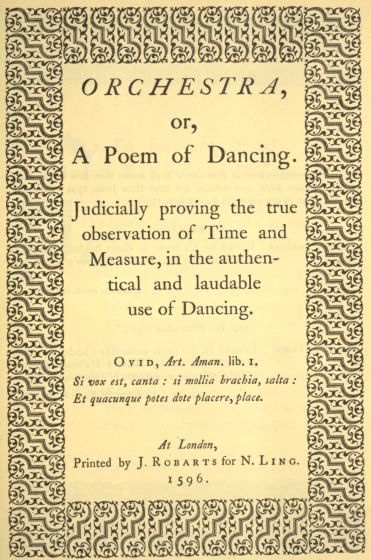 ORCHESTRA,
or,
A Poem of Dancing.
Judicially proving the true
observation of Time and
Measure, in the authen-
tical and laudable
use of Dancing.
OVID, Art. Aman. lib. 1.
Si vox est, canta : si mollia brachia, salta :
Et quacunque potes dote placere, place.
At London,
Printed by J. ROBARTS for N. LING.
1596.